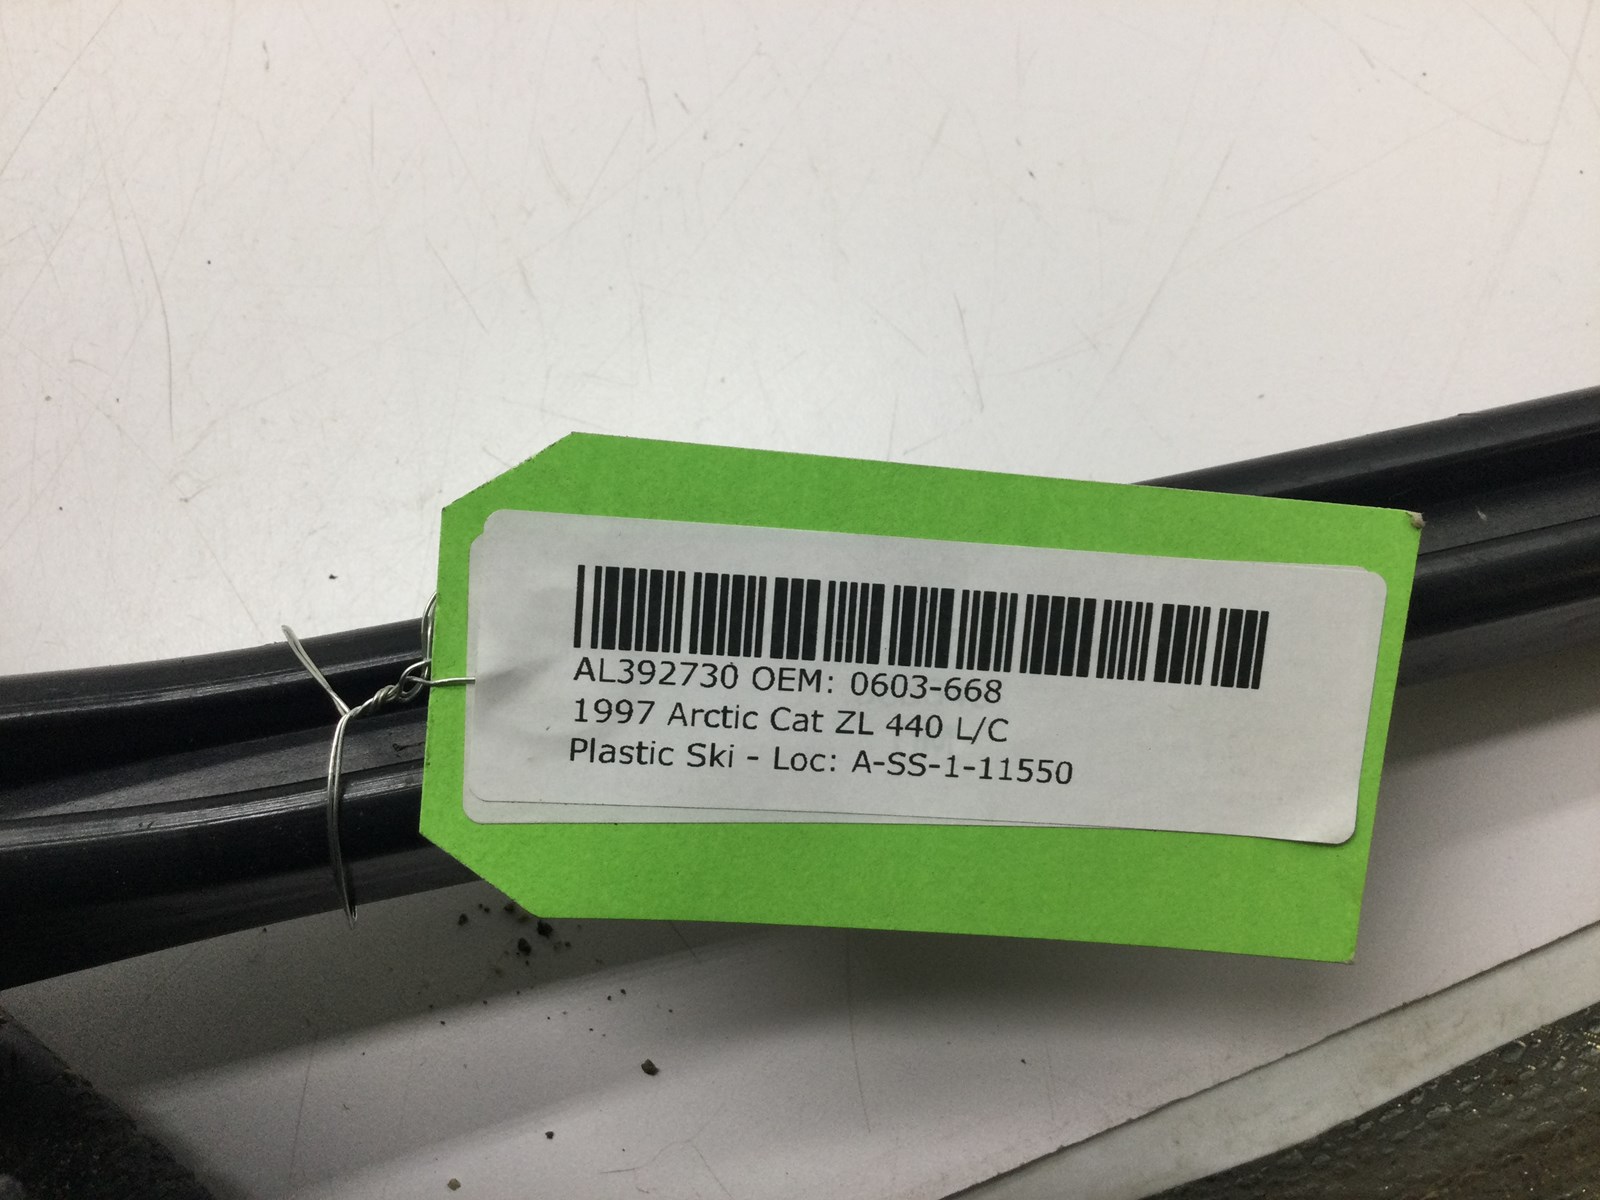 AL392730 OEM: 0603-668
1997 Arctic Cat ZL 440 L/C
Plastic Ski - Loc: A-SS-1-11550